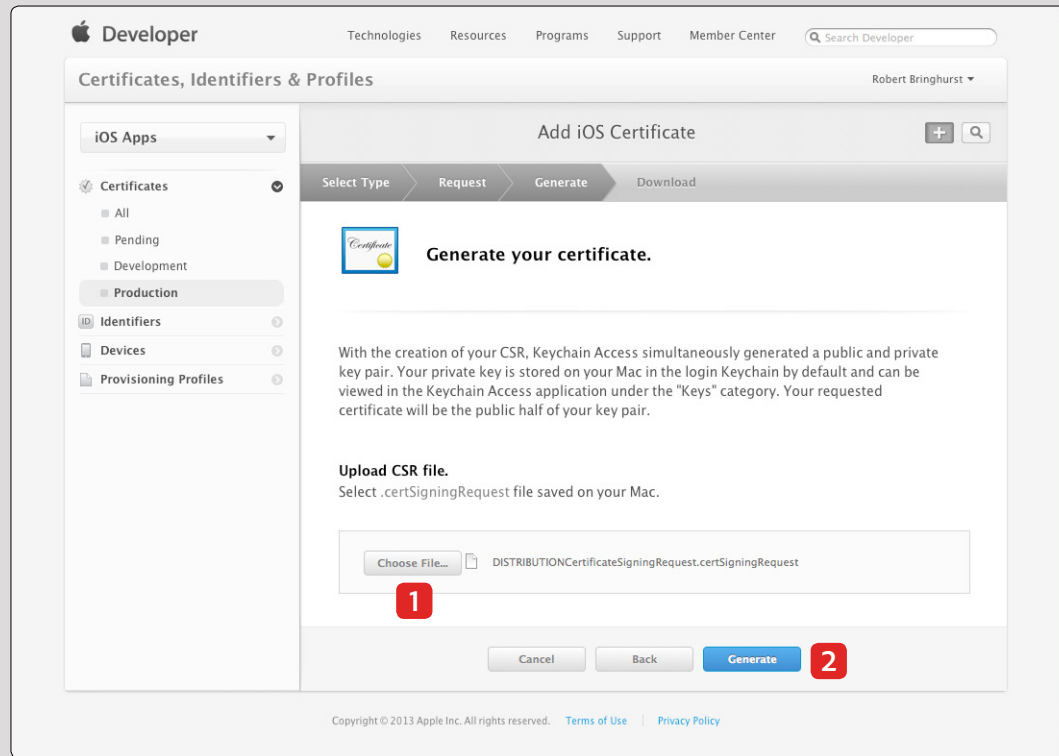 Developer
Technologies Resources Programs Support Member Center Search Developer
Certificates, Identifiers & Profiles
Robert Bringhurst
iOS Apps
Add iOS Certificate
Certificates
All
Pending
Development
Production
ID Identifiers
Devices
Provisioning Profiles
Select Type Request Generate Download
Certificate
Generate your certificate.
With the creation of your CSR, Keychain Access simultaneously generated a public and private
key pair. Your private key is stored on your Mac in the login Keychain by default and can be
viewed in the Keychain Access application under the "Keys" category. Your requested
certificate will be the public half of your key pair.
Upload CSR file.
Select .certSigningRequest file saved on your Mac.
Choose File... DISTRIBUTIONCertificateSigningRequest.certSigningRequest
1
Cancel Back Generate 2
Copyright © 2013 Apple Inc. All rights reserved. Terms of Use Privacy Policy